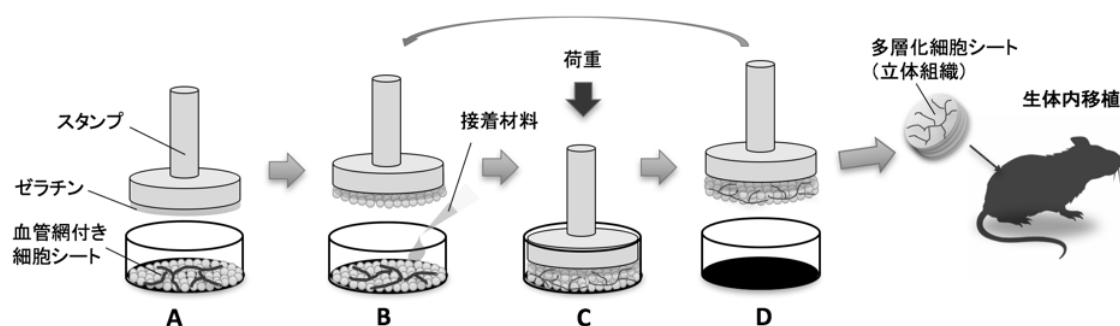 スタンプ
ゼラチン
血管網付き
細胞シート
接着材料
荷重
多層化細胞シート
(立体組織)
生体内移植
A
B
C
D